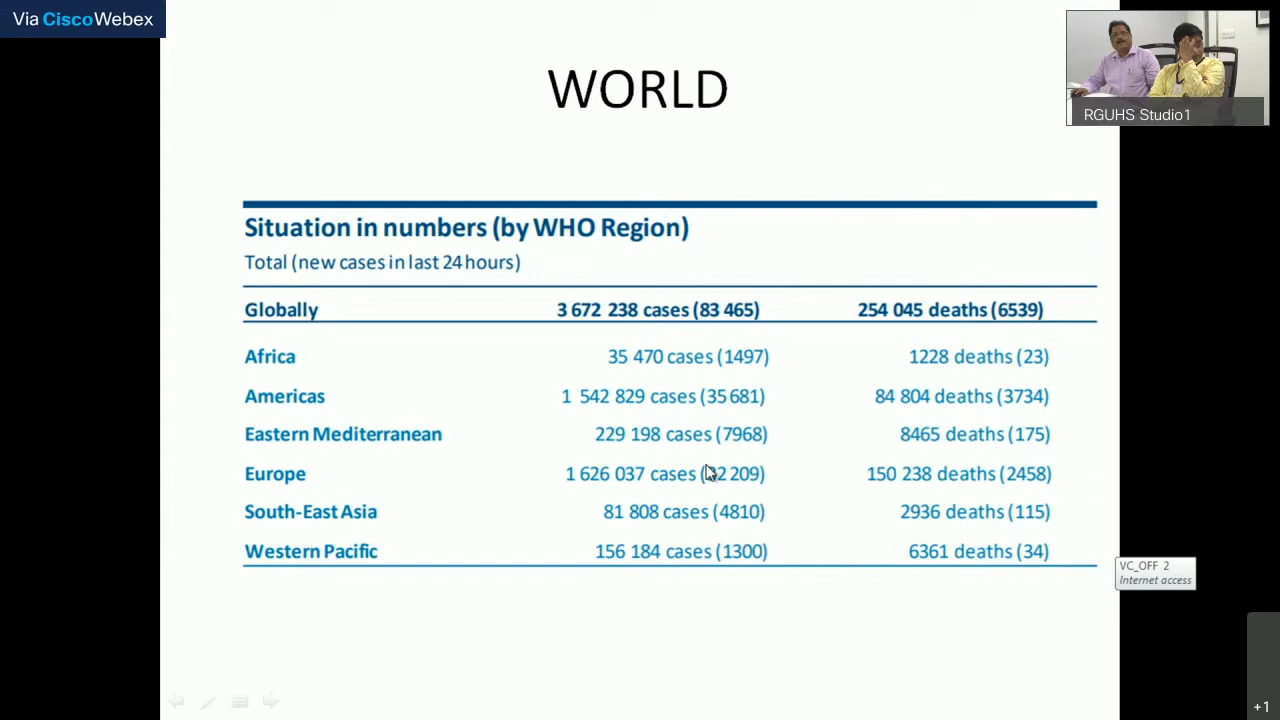 Via CiscoWebex
WORLD
RGUHS Studio1
Situation in numbers (by WHO Region)
Total (new cases in last 24 hours)
Globally 3 672 238 cases (83 465) 254 045 deaths (6539)
Africa 35 470 cases (1497) 1228 deaths (23)
Americas 1 542 829 cases (35 681) 84 804 deaths (3734)
Eastern Mediterranean 229 198 cases (7968) 8465 deaths (175)
Europe 1 626 037 cases 209) 150 238 deaths (2458)
South-East Asia 81 808 cases (4810) 2936 deaths (115)
Western Pacific 156 184 cases (1300) 6361 deaths (34)
VC_OFF 2
Internet access
+1